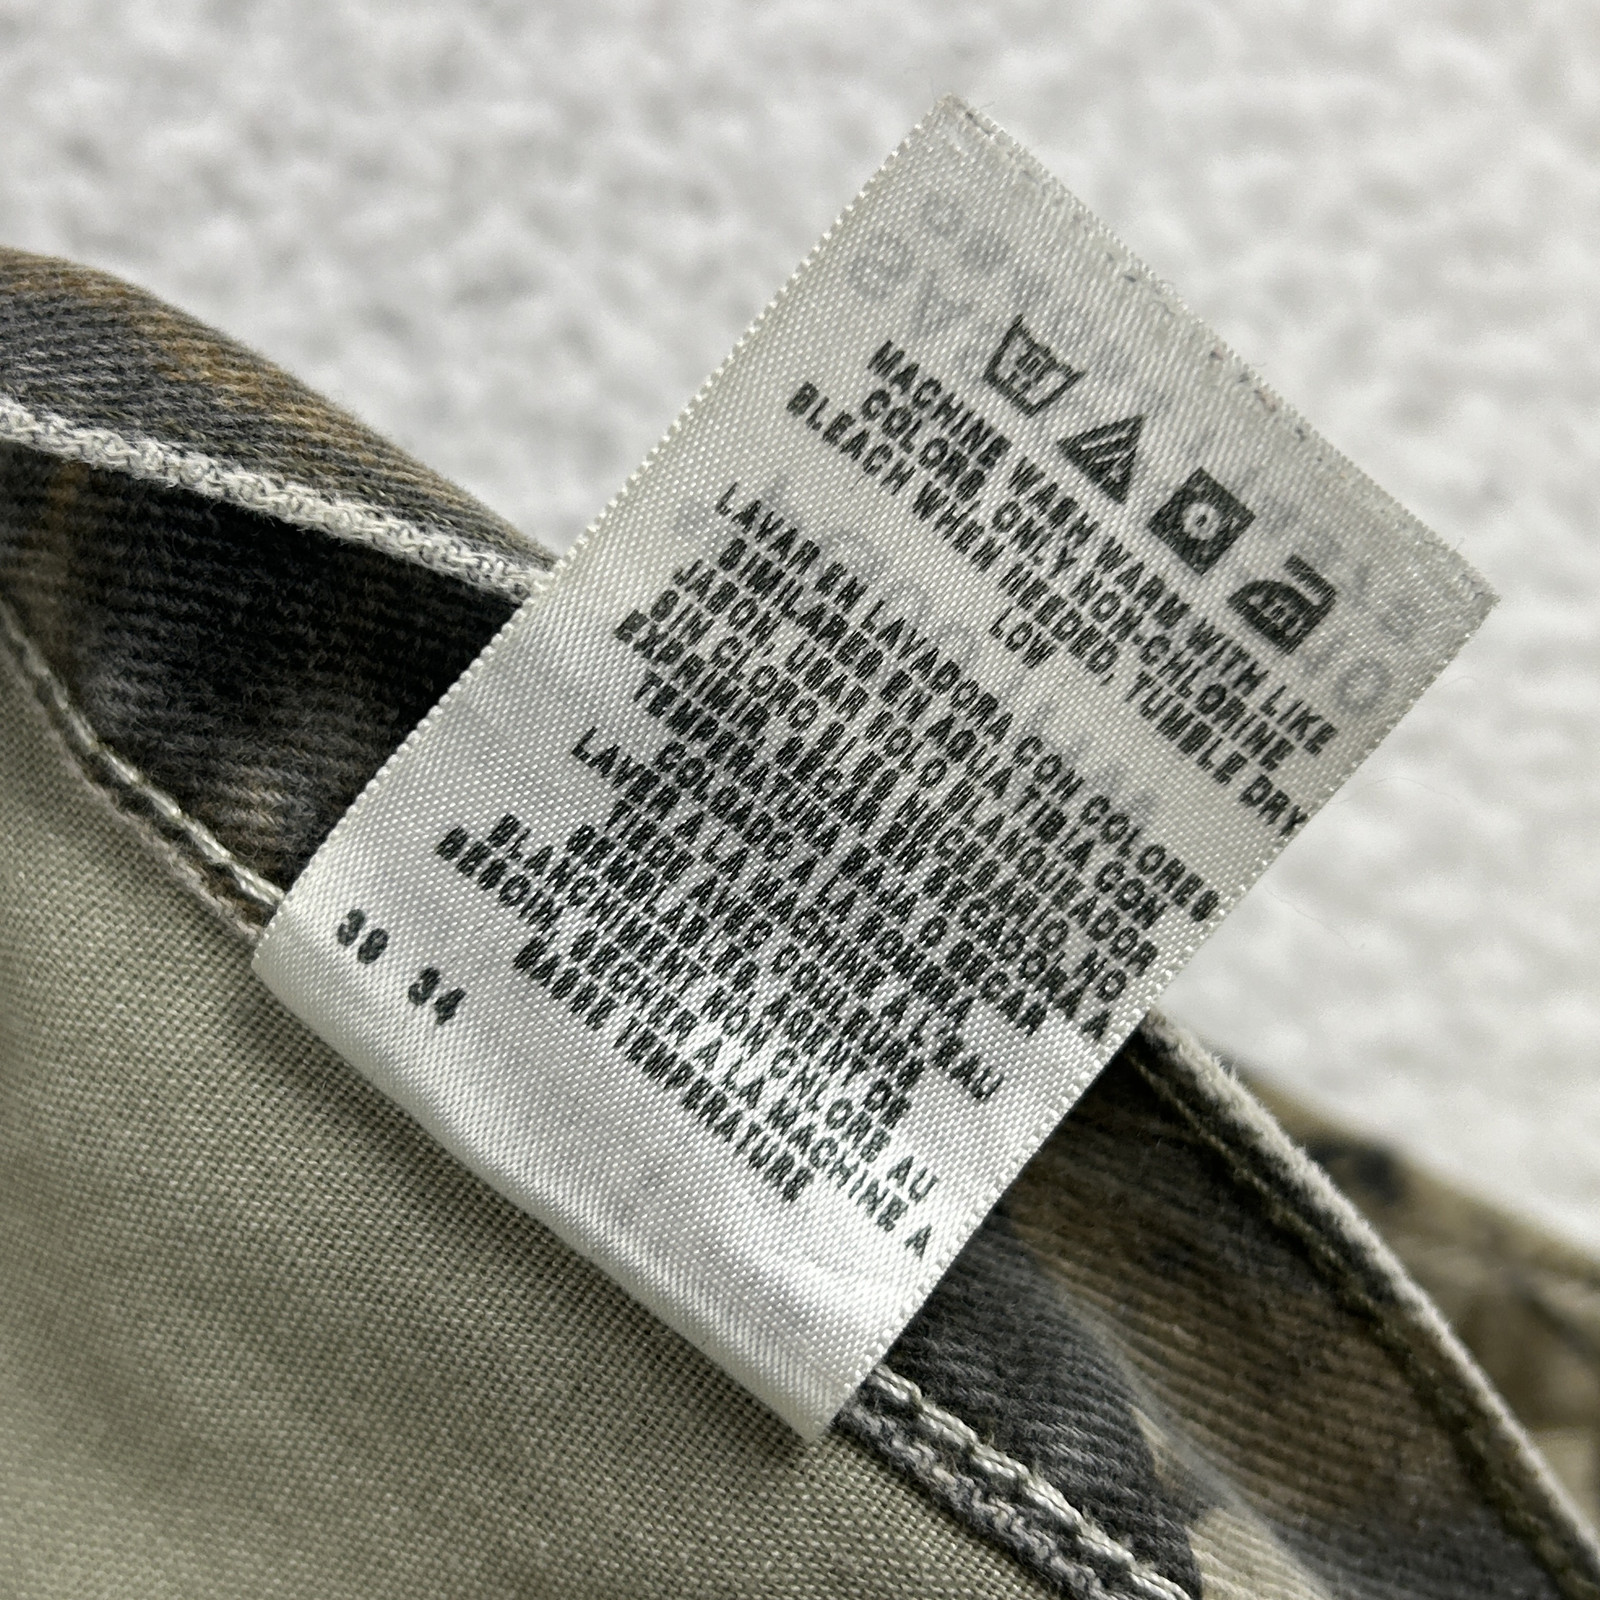 MACHINE WASH WARM WITH LIKE
COLORS. ONLY NON-CHLORINE
BLEACH WHEN NEEDED, TUMBLE DRY
LOW
LAVAR EN LAVADORA CON COLORES
SIMILARES EN AGUA TIBIA CON
JABON, USAR SOLO BLANQUEADOR
SIN CLORO SI ES NECESARIO, NO
EXPRIMIR, SECAR EN SECADORA A
TEMPERATURA BAJA O SECAR
COLGADO A LA SOMBRA
LAVER A LA MACHINE A L'EAU
TIEDE AVEC COULEURS
SEMBLABLES, AGENT DE
BLANCHIMENT NON CHLORE AU
BESOIN, SECHER A LA MACHINE A
BASSE TEMPERATURE
34